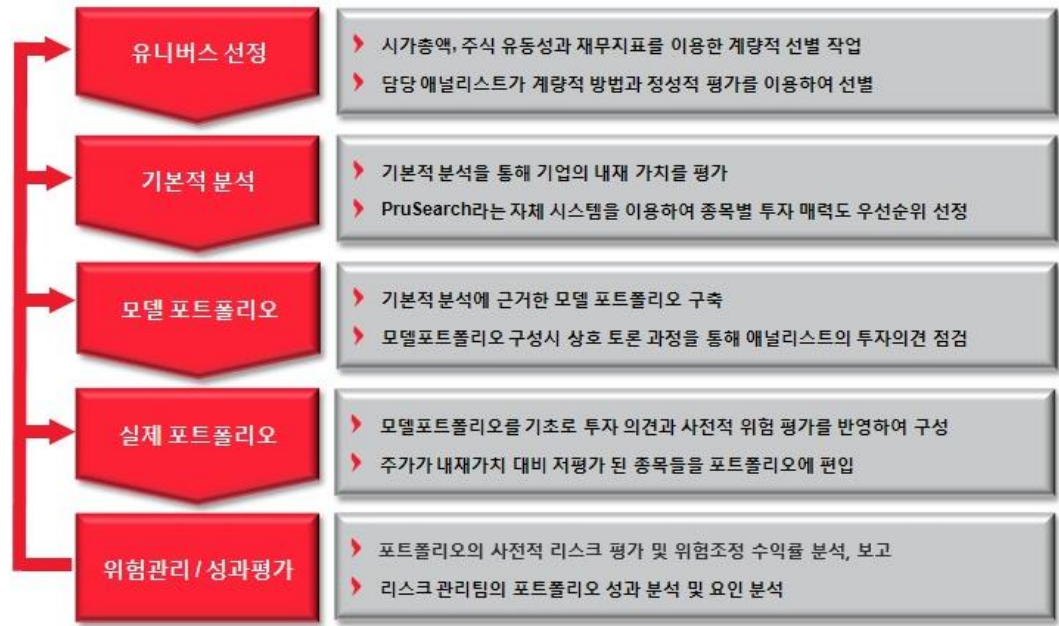 유니버스 선정
시가총액, 주식 유동성과 재무지표를 이용한 계량적 선별 작업
담당 애널리스트가 계량적 방법과 정성적 평가를 이용하여 선별
기본적 분석
기본적 분석을 통해 기업의 내재 가치를 평가
PruSearch라는 자체 시스템을 이용하여 종목별 투자 매력도 우선순위 선정
모델 포트폴리오
기본적 분석에 근거한 모델 포트폴리오 구축
모델포트폴리오 구성시 상호 토론 과정을 통해 애널리스트의 투자의견 점검
실제 포트폴리오
모델포트폴리오를 기초로 투자 의견과 사전적 위험 평가를 반영하여 구성
주가가 내재가치 대비 저평가 된 종목들을 포트폴리오에 편입
위험관리 / 성과평가
포트폴리오의 사전적 리스크 평가 및 위험조정 수익률 분석, 보고
리스크 관리팀의 포트폴리오 성과 분석 및 요인 분석